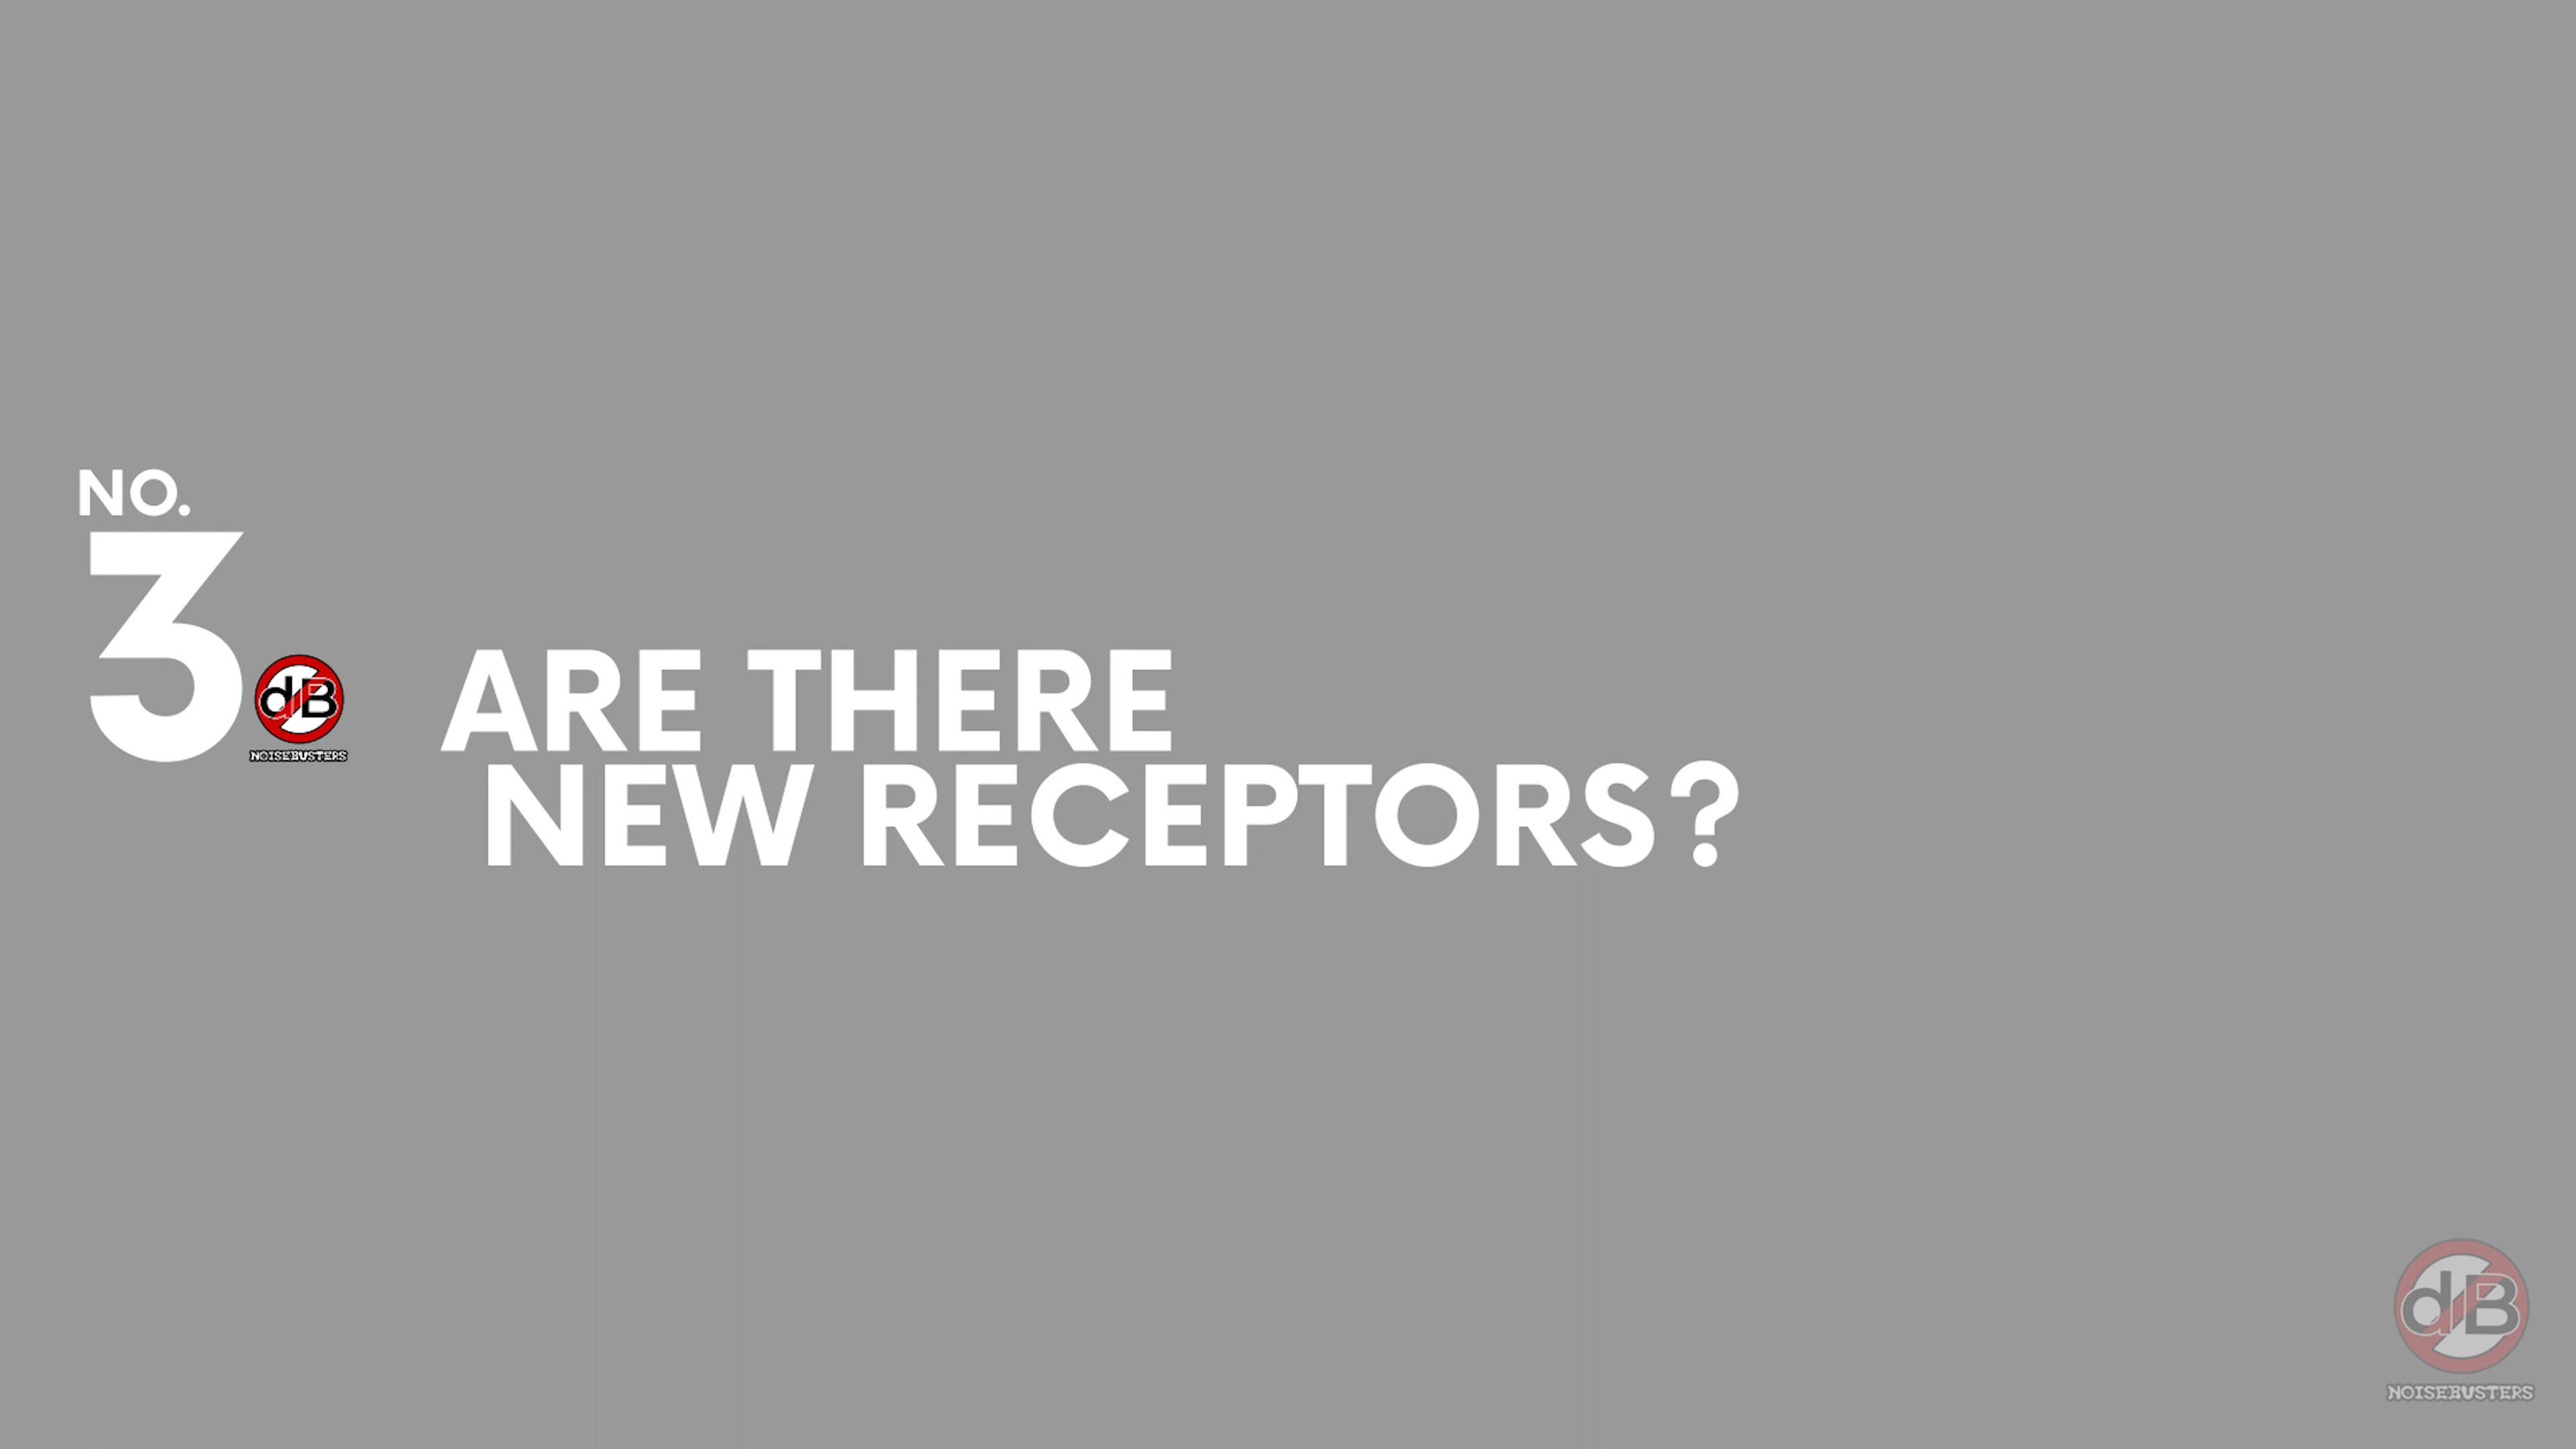 NO.
3
dB
NOISEBUSTERS
ARE THERE
NEW RECEPTORS?
dB
NOISEBUSTERS